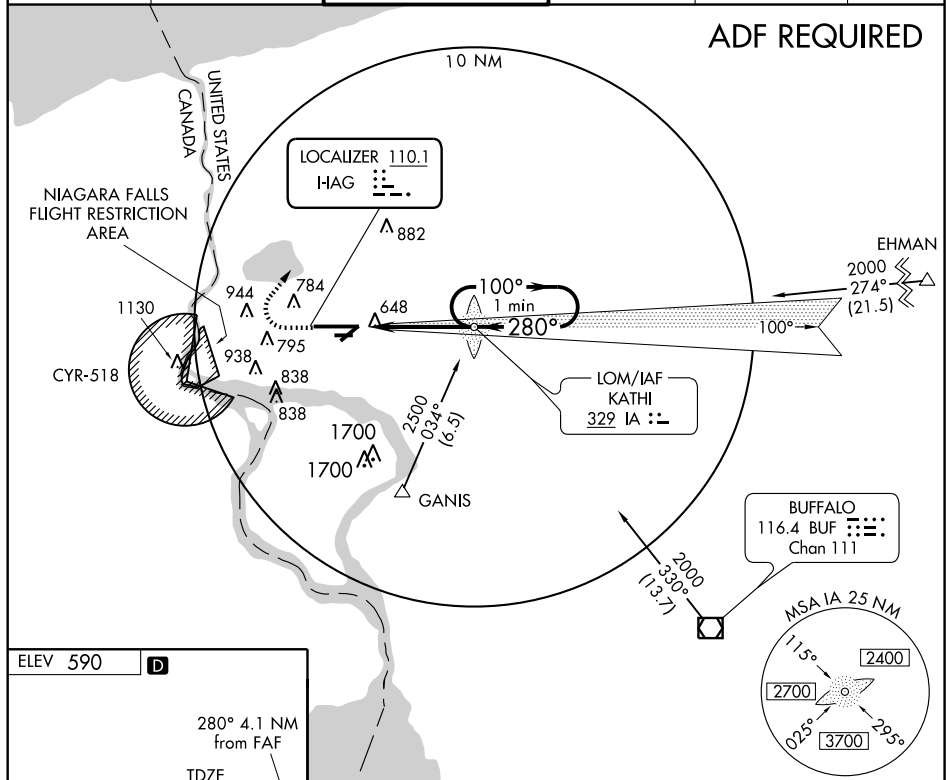 ADF REQUIRED
10 NM
UNITED STATES
CANADA
LOCALIZER 110.1
I-IAG
NIAGARA FALLS
FLIGHT RESTRICTION
AREA
882
EHMAN
2000
274°
(21.5)
1130
944
784
648
100°
1 min
280°
100°
795
938
CYR-518
838
838
LOM/IAF
KATHI
329 IA
2500
034°
(6.5)
1700
1700
GANIS
BUFFALO
116.4 BUF
Chan 111
2000
330°
(13.7)
MSA IA 25 NM
115°
2400
2700
025°
3700
295°
ELEV 590
D
280° 4.1 NM
from FAF
TDZE